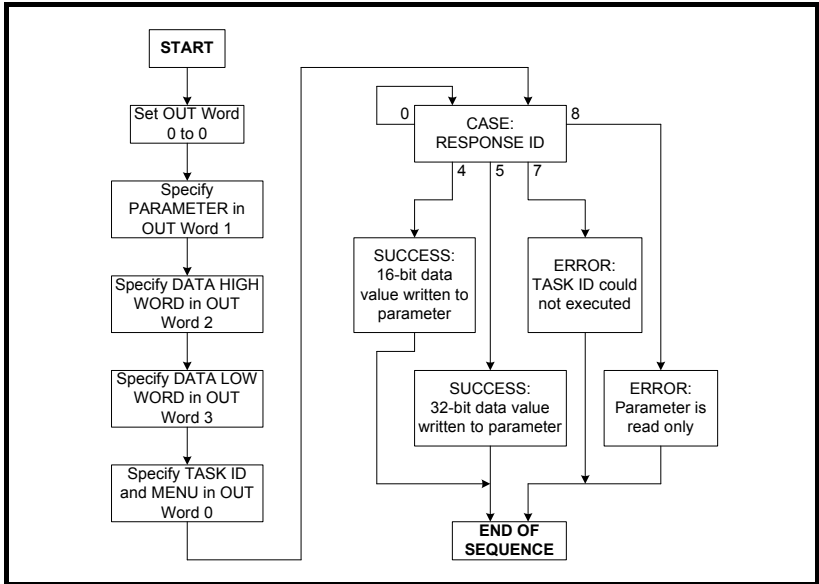 START
Set OUT Word
0 to 0
Specify
PARAMETER in
OUT Word 1
Specify DATA HIGH
WORD in OUT
Word 2
Specify DATA LOW
WORD in OUT
Word 3
Specify TASK ID
and MENU in OUT
Word 0
0
CASE:
RESPONSE ID
8
4
5
7
SUCCESS:
16-bit data
value written to
parameter
ERROR:
TASK ID could
not executed
SUCCESS:
32-bit data value
written to parameter
ERROR:
Parameter is
read only
END OF
SEQUENCE